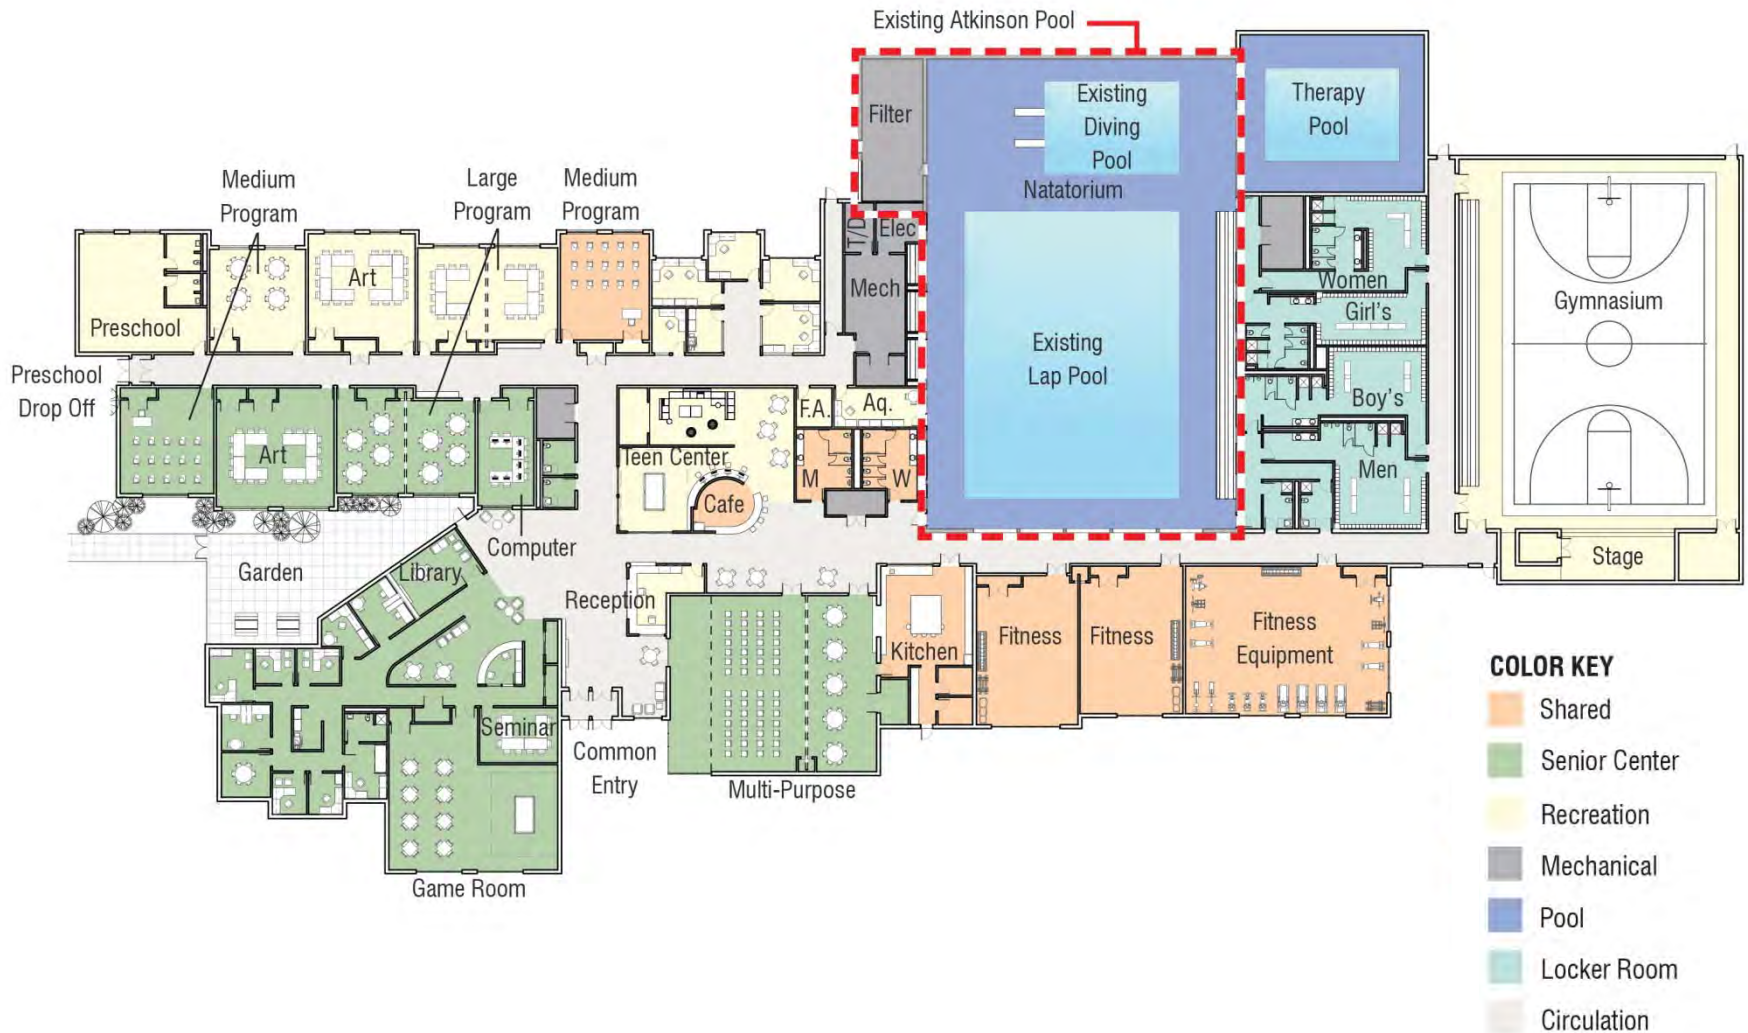 Existing Atkinson Pool
Filter
Existing
Diving
Pool
Natatorium
Therapy
Pool
Medium
Program
Large
Program
Medium
Program
T/D
Elec
Mech
Preschool
Art
Women
Girl's
Gymnasium
Existing
Lap Pool
Preschool
Drop Off
Boy's
F.A.
Aq.
Art
Teen Center
M
W
Cafe
Men
Computer
Garden
Library
Stage
Reception
Kitchen
Fitness
Fitness
Fitness
Equipment
Seminar
Common
Entry
Multi-Purpose
Game Room
COLOR KEY
Shared
Senior Center
Recreation
Mechanical
Pool
Locker Room
Circulation